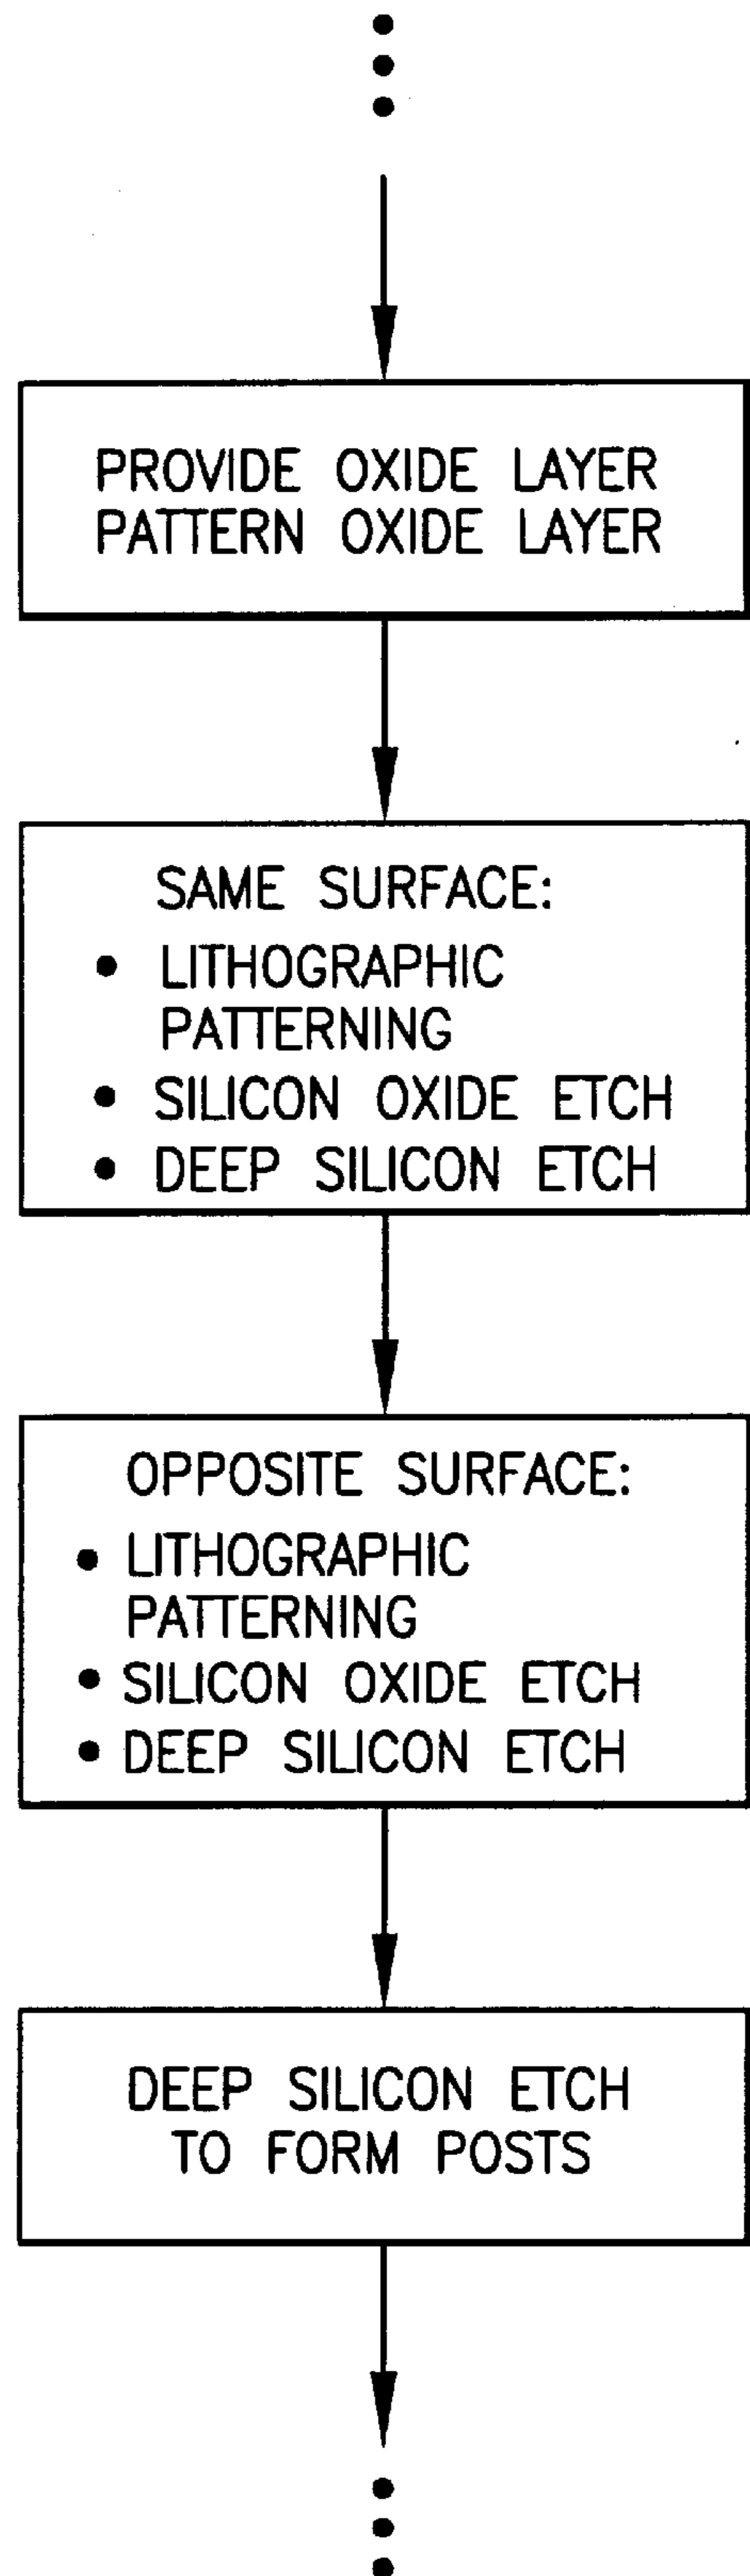 PROVIDE OXIDE LAYER
PATTERN OXIDE LAYER
SAME SURFACE:
• LITHOGRAPHIC
PATTERNING
• SILICON OXIDE ETCH
• DEEP SILICON ETCH
OPPOSITE SURFACE:
• LITHOGRAPHIC
PATTERNING
• SILICON OXIDE ETCH
• DEEP SILICON ETCH
DEEP SILICON ETCH
TO FORM POSTS